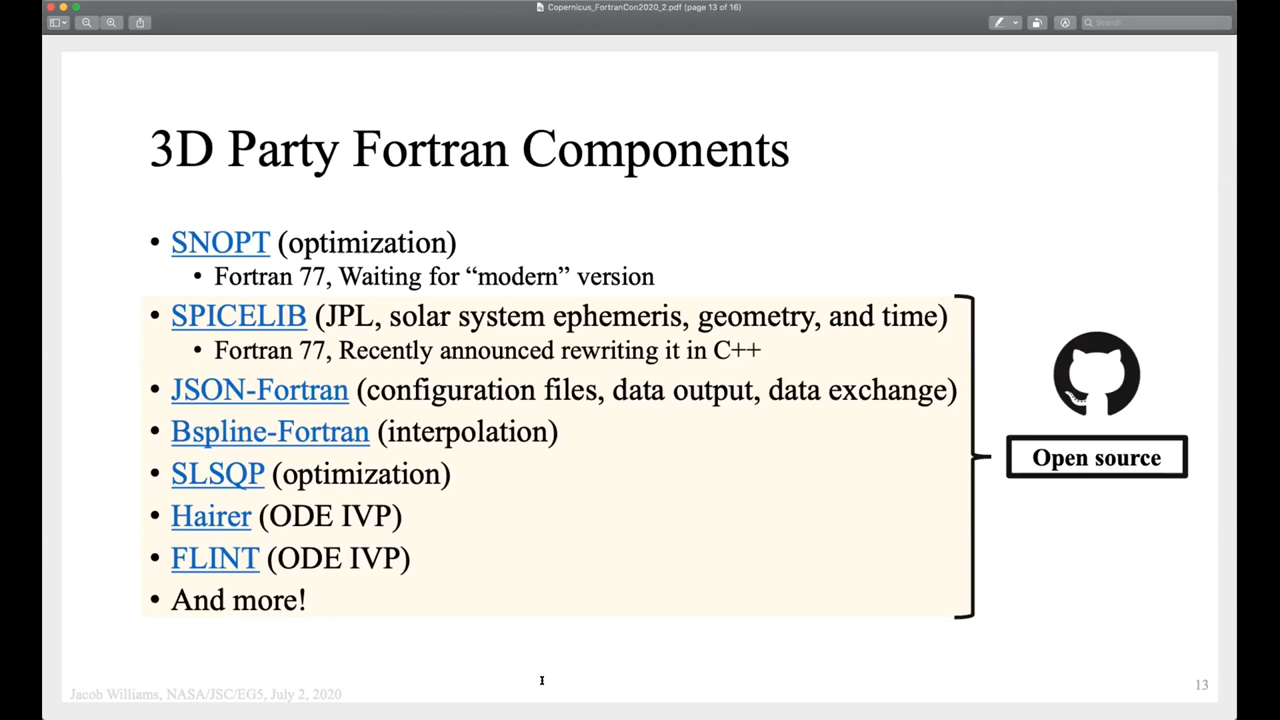 Copernicus_FortranCon2020_2.pdf (page 13 of 16)
Search
3D Party Fortran Components
• SNOPT (optimization)
• Fortran 77, Waiting for “modern” version
• SPICELIB (JPL, solar system ephemeris, geometry, and time)
• Fortran 77, Recently announced rewriting it in C++
• JSON-Fortran (configuration files, data output, data exchange)
• Bspline-Fortran (interpolation)
• SLSQP (optimization)
• Hairer (ODE IVP)
• FLINT (ODE IVP)
• And more!
Open source
Jacob Williams, NASA/JSC/EG5, July 2, 2020
13